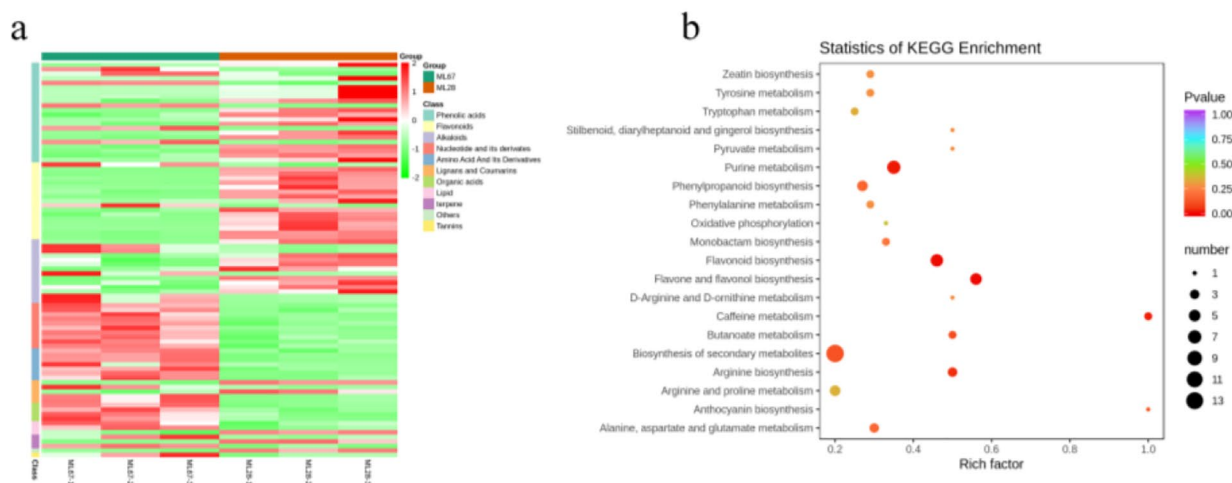 a
Group
2
1
0
-1
-2
Group
ML67
ML28
Class
Phenolic acids
Flavonoids
Alkaloids
Nucleotide and its derivates
Amino Acid And Its Derivatives
Lignans and Coumarins
Organic acids
Lipid
terpene
Others
Tannins
Class
b
Statistics of KEGG Enrichment
Zeatin biosynthesis
Tyrosine metabolism
Tryptophan metabolism
Stilbenoid, diarylheptanoid and gingerol biosynthesis
Pyruvate metabolism
Purine metabolism
Phenylpropanoid biosynthesis
Phenylalanine metabolism
Oxidative phosphorylation
Monobactam biosynthesis
Flavonoid biosynthesis
Flavone and flavonol biosynthesis
D-Arginine and D-ornithine metabolism
Caffeine metabolism
Butanoate metabolism
Biosynthesis of secondary metabolites
Arginine biosynthesis
Arginine and proline metabolism
Anthocyanin biosynthesis
Alanine, aspartate and glutamate metabolism
0.2 0.4 0.6 0.8 1.0
Rich factor
Pvalue
1.00
0.75
0.50
0.25
0.00
number
1
3
5
7
9
11
13